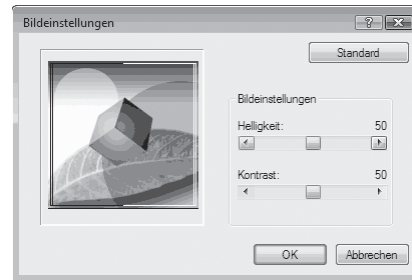 Bildeinstellungen
Standard
Bildeinstellungen
Helligkeit: 50
Kontrast: 50
OK
Abbrechen